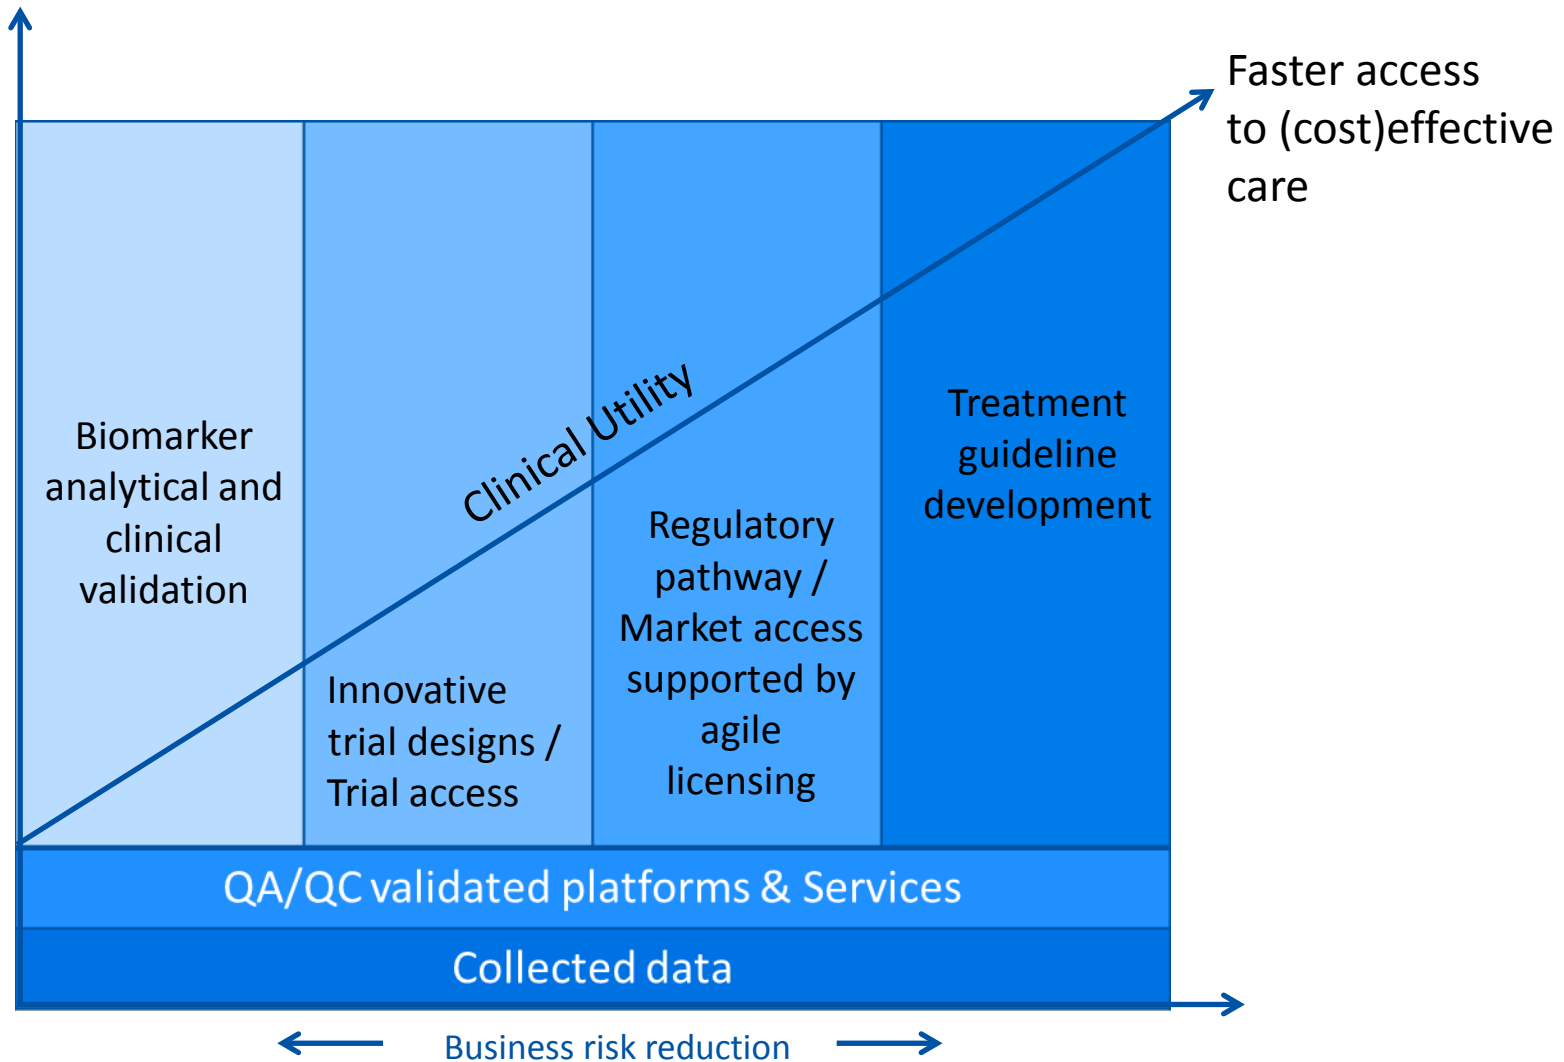 Faster access
to (cost)effective
care
Biomarker
analytical and
clinical
validation
Clinical Utility
Innovative
trial designs /
Trial access
Regulatory
pathway /
Market access
supported by
agile
licensing
Treatment
guideline
development
QA/QC validated platforms & Services
Collected data
Business risk reduction